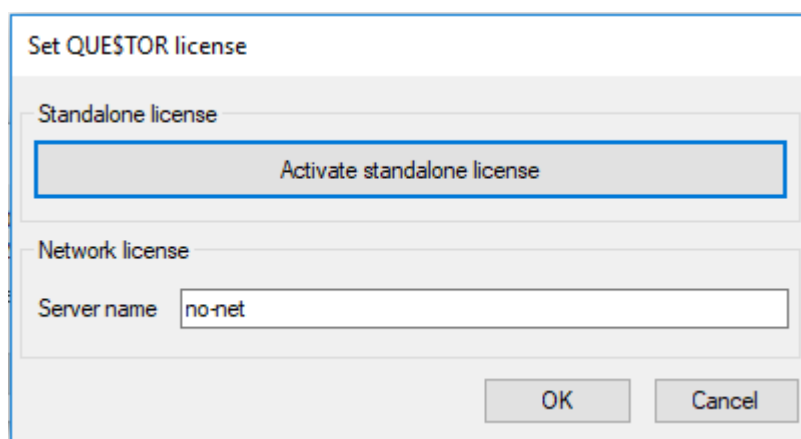 Set QUE$TOR license
Standalone license
Activate standalone license
Network license
Server name no-net
OK Cancel